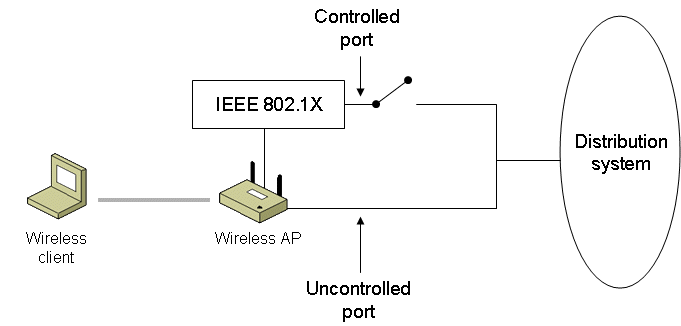 Controlled
port
IEEE 802.1X
Distribution
system
Wireless
client
Wireless AP
Uncontrolled
port